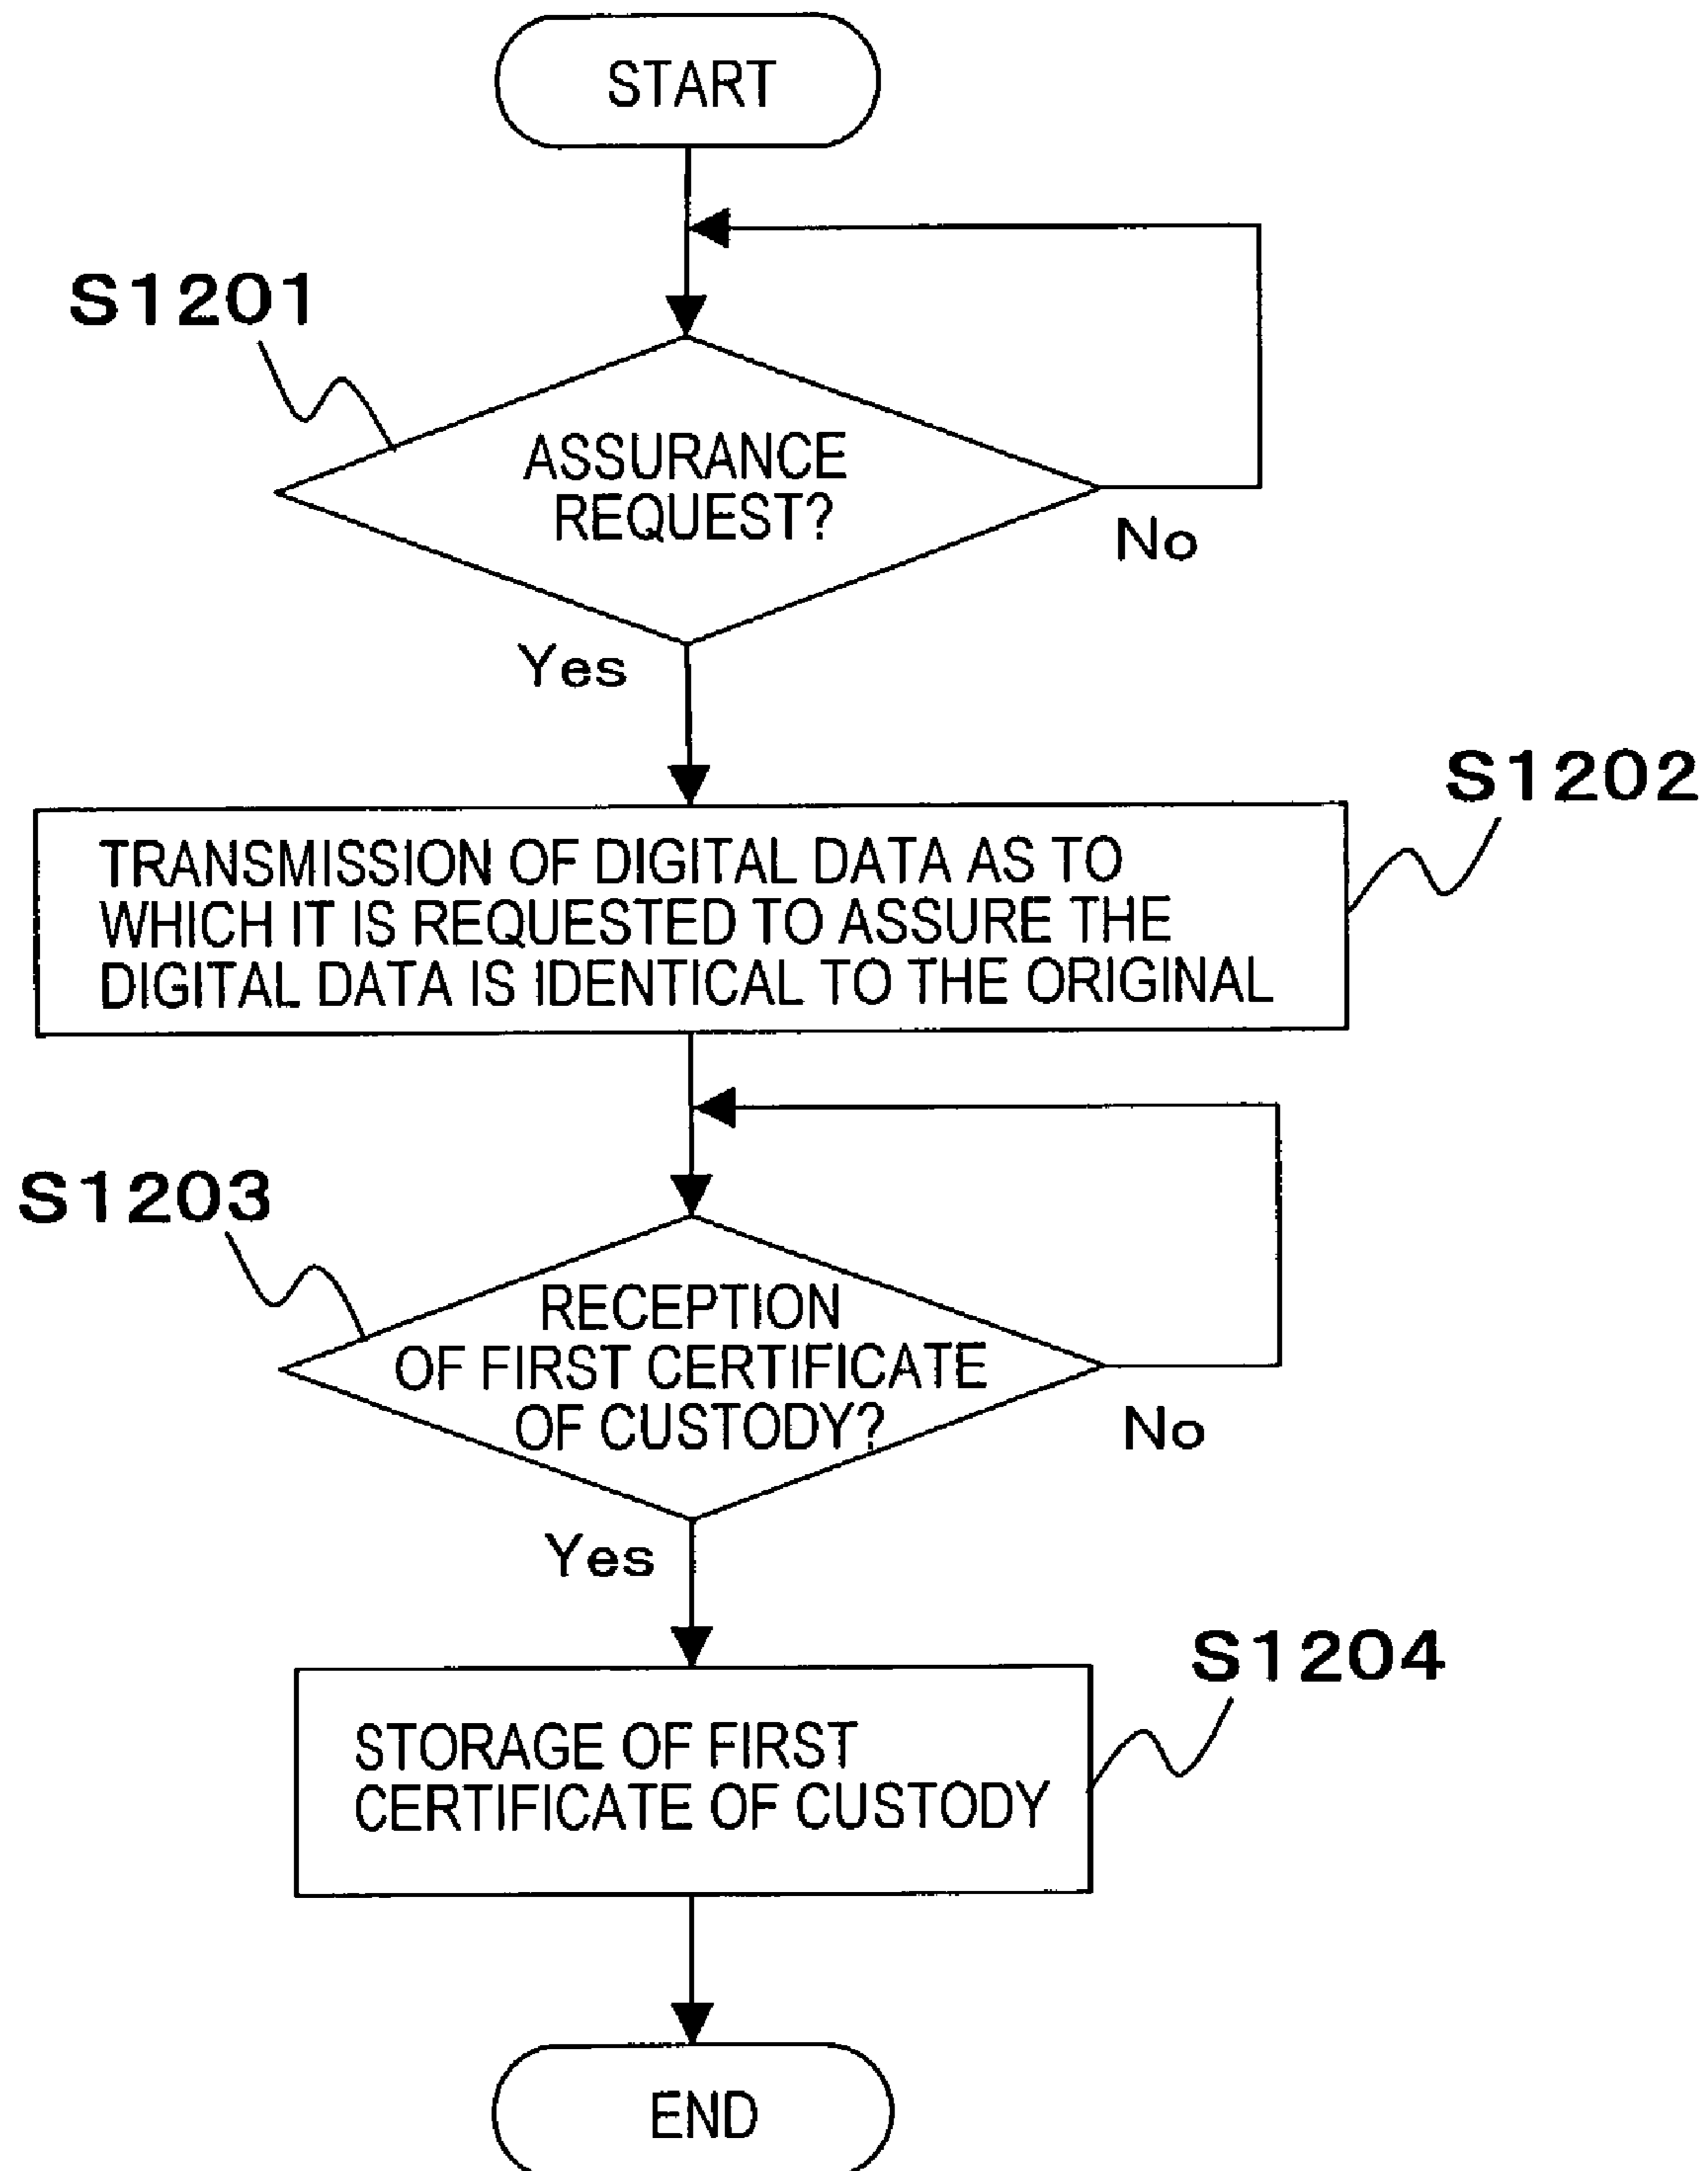 START
S1201
ASSURANCE
REQUEST?
No
Yes
S1202
TRANSMISSION OF DIGITAL DATA AS TO
WHICH IT IS REQUESTED TO ASSURE THE
DIGITAL DATA IS IDENTICAL TO THE ORIGINAL
S1203
RECEPTION
OF FIRST CERTIFICATE
OF CUSTODY?
No
Yes
S1204
STORAGE OF FIRST
CERTIFICATE OF CUSTODY
END